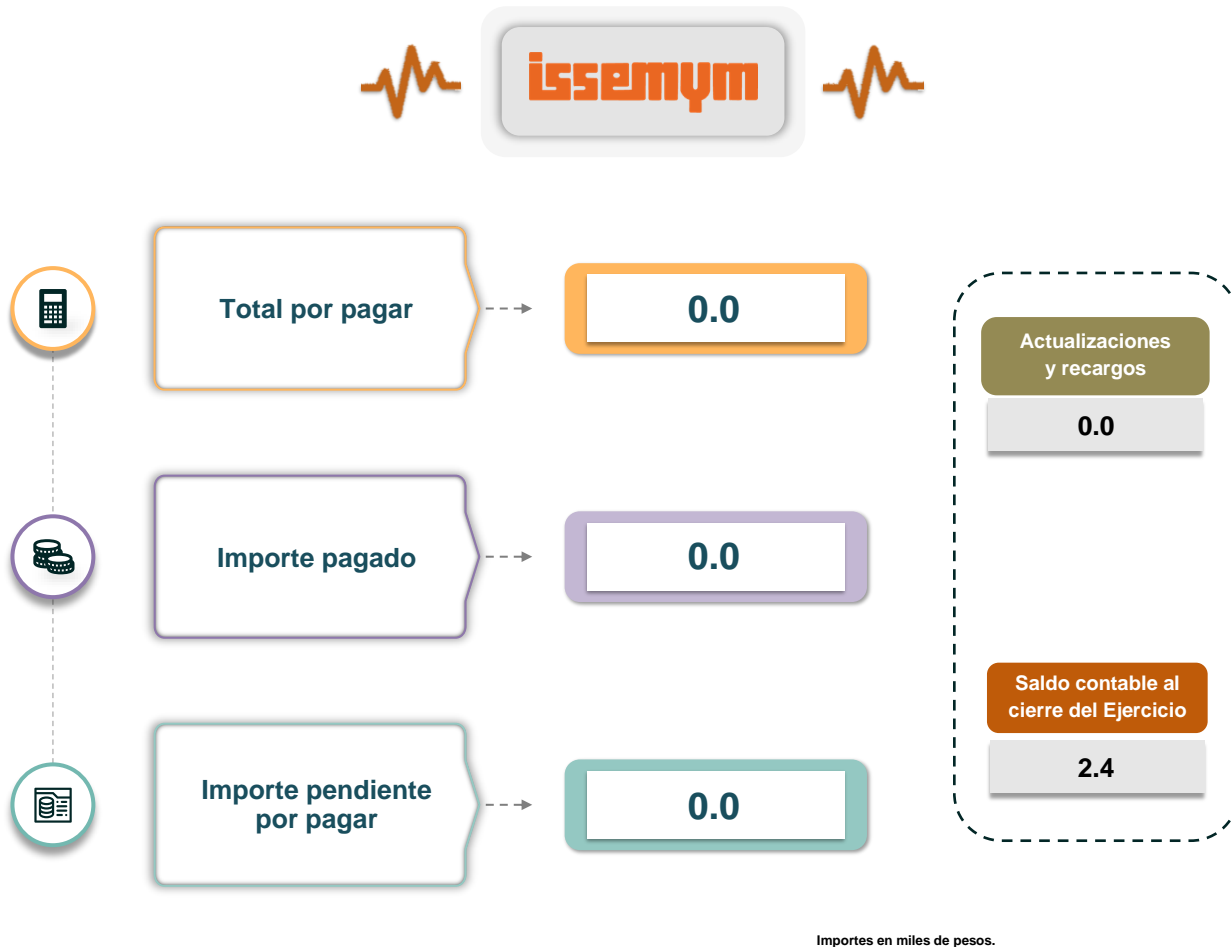 issemym
Total por pagar
0.0
Importe pagado
0.0
Importe pendiente
por pagar
0.0
Actualizaciones
y recargos
0.0
Saldo contable al
cierre del Ejercicio
2.4
Importes en miles de pesos.